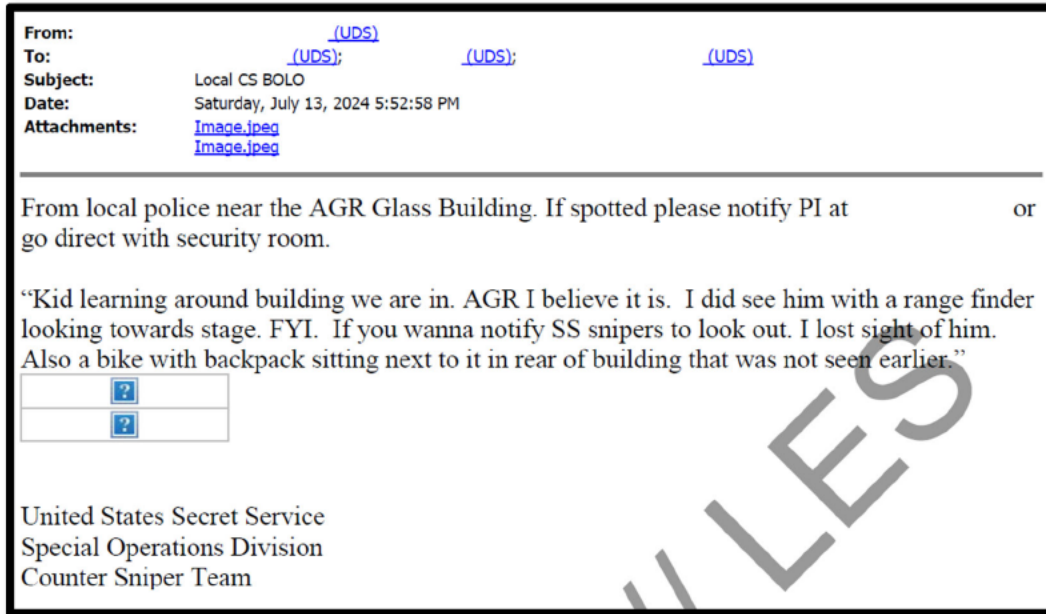 From: (UDS)
To: (UDS); (UDS); (UDS)
Subject: Local CS BOLO
Date: Saturday, July 13, 2024 5:52:58 PM
Attachments: Image.jpeg
Image.jpeg
From local police near the AGR Glass Building. If spotted please notify PI at or
go direct with security room.
“Kid learning around building we are in. AGR I believe it is. I did see him with a range finder
looking towards stage. FYI. If you wanna notify SS snipers to look out. I lost sight of him.
Also a bike with backpack sitting next to it in rear of building that was not seen earlier.”
United States Secret Service
Special Operations Division
Counter Sniper Team
// LES